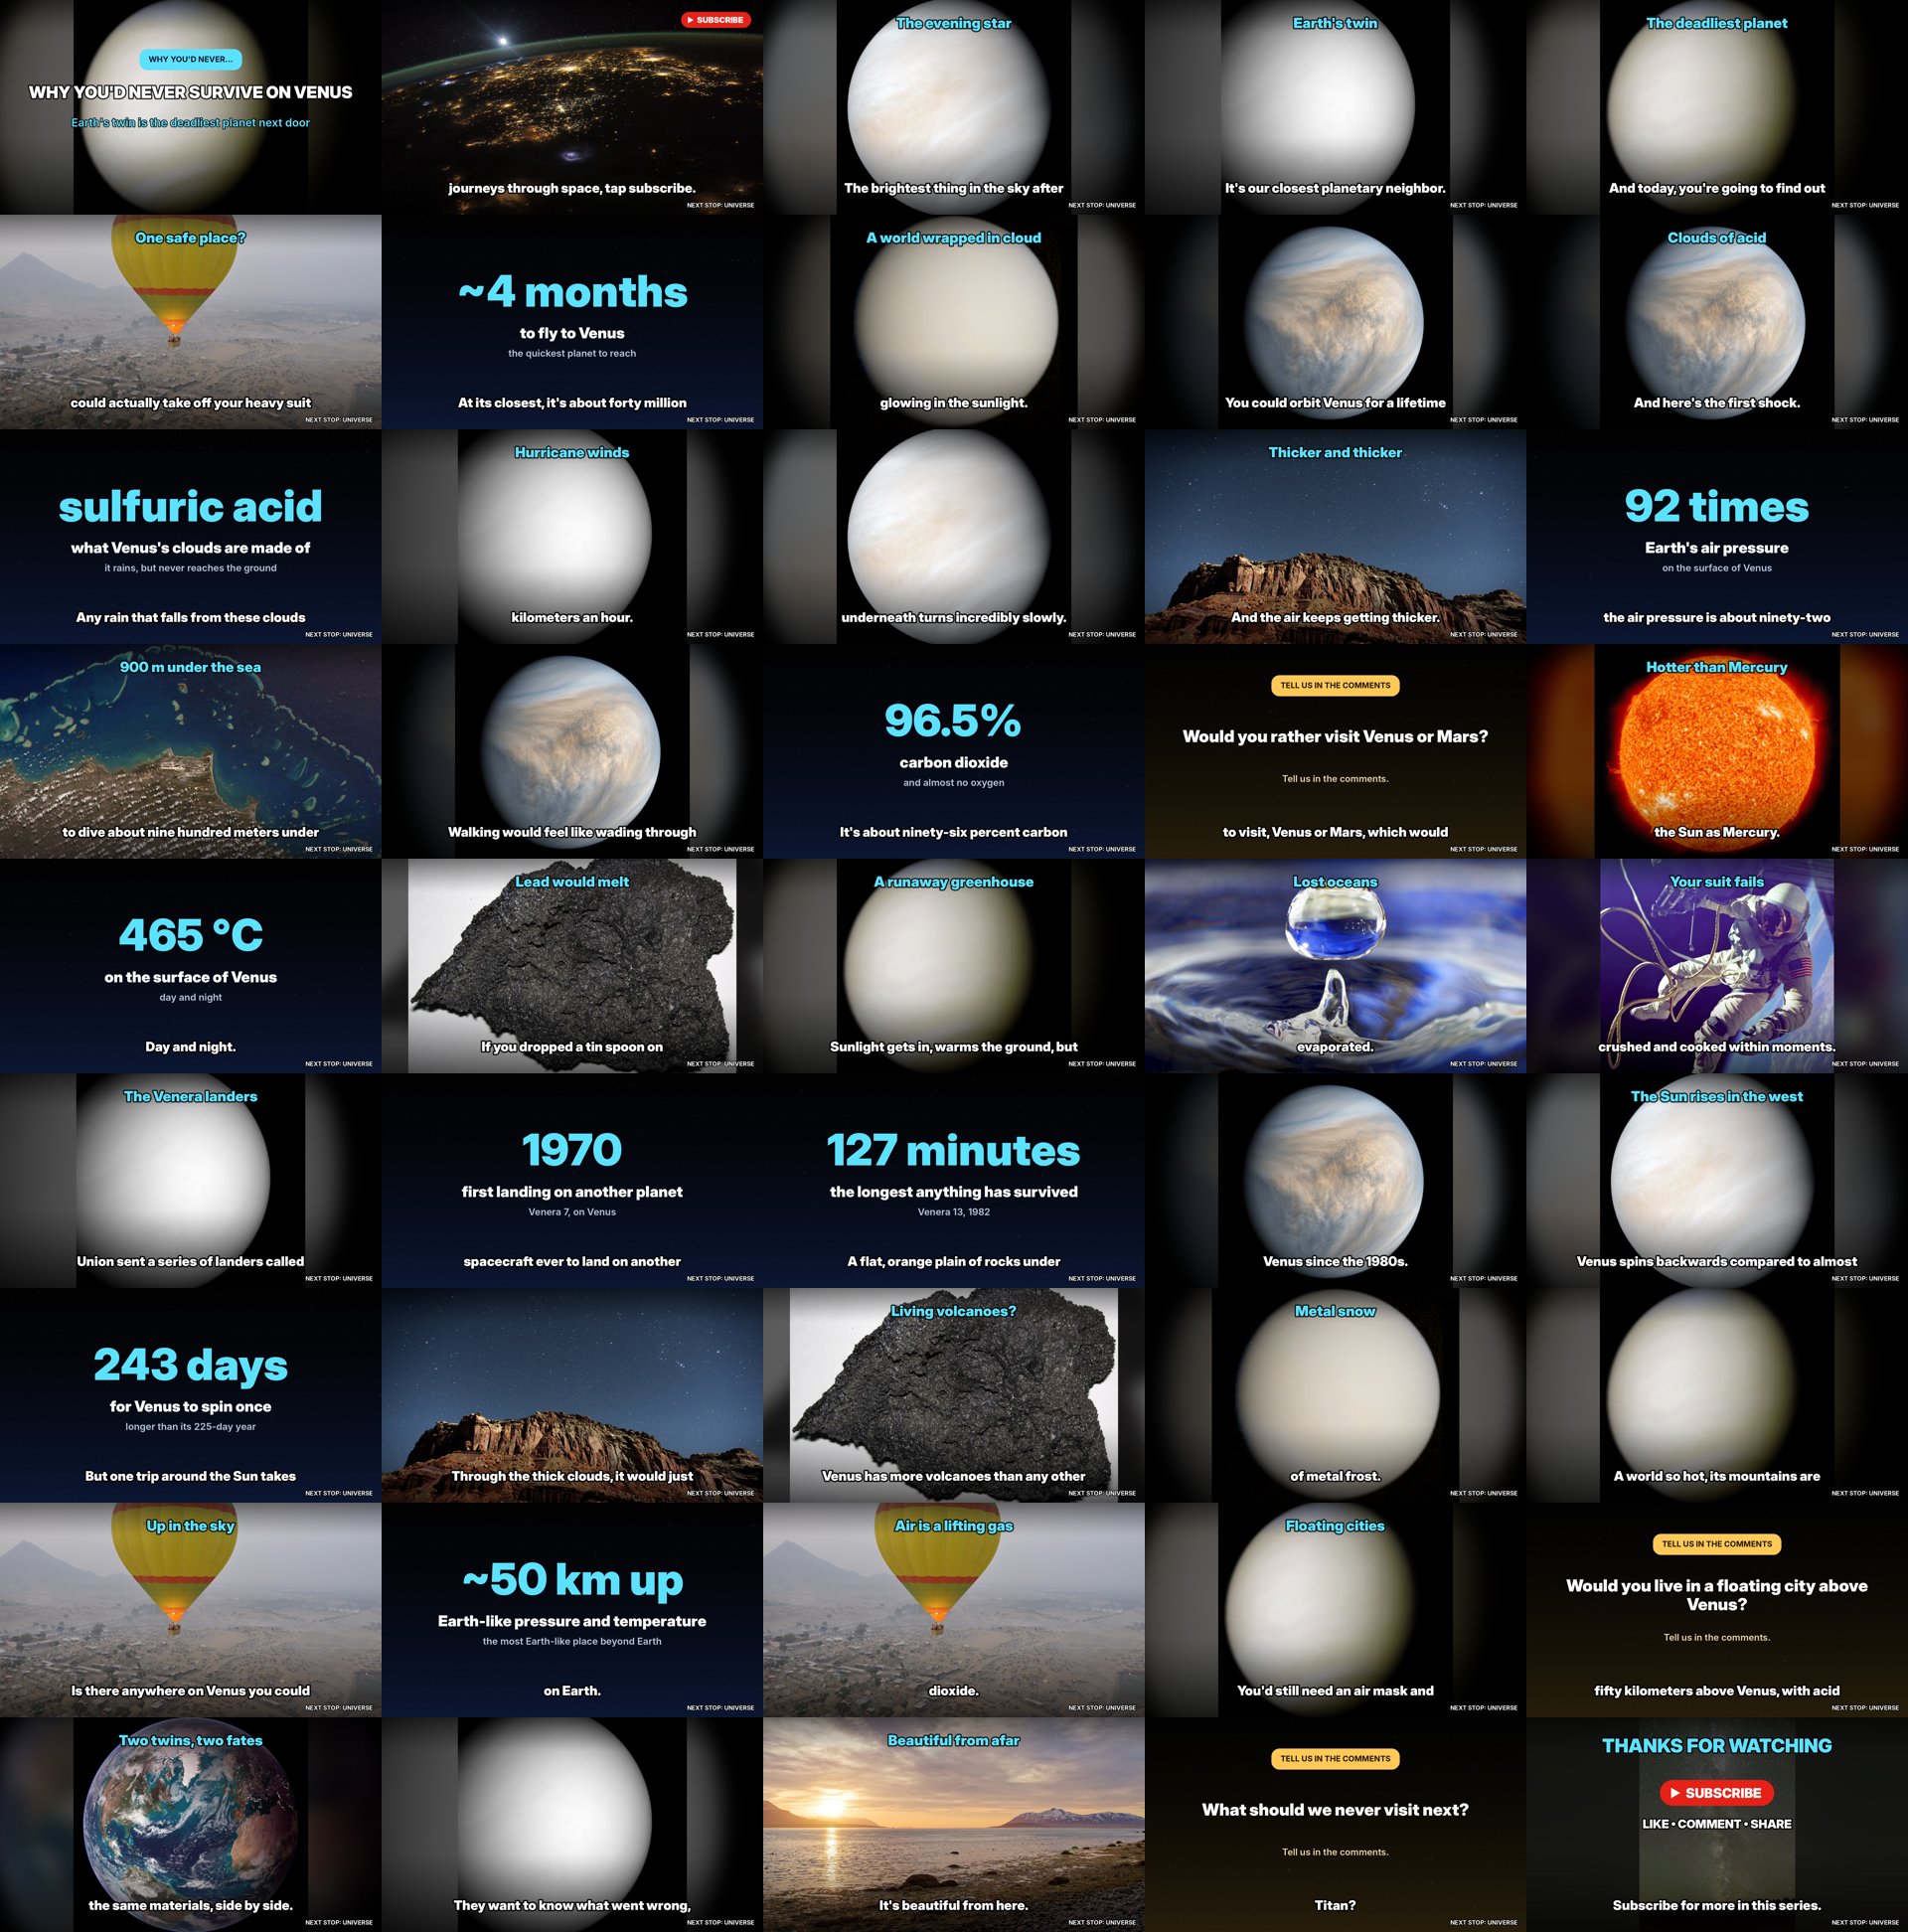 WHY YOU'D NEVER...
WHY YOU'D NEVER SURVIVE ON VENUS
Earth's twin is the deadliest planet next door
SUBSCRIBE
journeys through space, tap subscribe.
NEXT STOP: UNIVERSE
The evening star
The brightest thing in the sky after
NEXT STOP: UNIVERSE
Earth's twin
It's our closest planetary neighbor.
NEXT STOP: UNIVERSE
The deadliest planet
And today, you're going to find out
NEXT STOP: UNIVERSE
One safe place?
could actually take off your heavy suit
NEXT STOP: UNIVERSE
~4 months
to fly to Venus
the quickest planet to reach
At its closest, it's about forty million
NEXT STOP: UNIVERSE
A world wrapped in cloud
glowing in the sunlight.
NEXT STOP: UNIVERSE
You could orbit Venus for a lifetime
NEXT STOP: UNIVERSE
Clouds of acid
And here's the first shock.
NEXT STOP: UNIVERSE
sulfuric acid
what Venus's clouds are made of
it rains, but never reaches the ground
Any rain that falls from these clouds
NEXT STOP: UNIVERSE
Hurricane winds
kilometers an hour.
NEXT STOP: UNIVERSE
underneath turns incredibly slowly.
NEXT STOP: UNIVERSE
Thicker and thicker
And the air keeps getting thicker.
NEXT STOP: UNIVERSE
92 times
Earth's air pressure
on the surface of Venus
the air pressure is about ninety-two
NEXT STOP: UNIVERSE
900 m under the sea
to dive about nine hundred meters under
NEXT STOP: UNIVERSE
Walking would feel like wading through
NEXT STOP: UNIVERSE
96.5%
carbon dioxide
and almost no oxygen
It's about ninety-six percent carbon
NEXT STOP: UNIVERSE
TELL US IN THE COMMENTS
Would you rather visit Venus or Mars?
Tell us in the comments.
to visit, Venus or Mars, which would
NEXT STOP: UNIVERSE
Hotter than Mercury
the Sun as Mercury.
NEXT STOP: UNIVERSE
465 °C
on the surface of Venus
day and night
Day and night.
NEXT STOP: UNIVERSE
Lead would melt
If you dropped a tin spoon on
NEXT STOP: UNIVERSE
A runaway greenhouse
Sunlight gets in, warms the ground, but
NEXT STOP: UNIVERSE
Lost oceans
evaporated.
NEXT STOP: UNIVERSE
Your suit fails
crushed and cooked within moments.
NEXT STOP: UNIVERSE
The Venera landers
Union sent a series of landers called
NEXT STOP: UNIVERSE
1970
first landing on another planet
Venera 7, on Venus
spacecraft ever to land on another
NEXT STOP: UNIVERSE
127 minutes
the longest anything has survived
Venera 13, 1982
A flat, orange plain of rocks under
NEXT STOP: UNIVERSE
Venus since the 1980s.
NEXT STOP: UNIVERSE
The Sun rises in the west
Venus spins backwards compared to almost
NEXT STOP: UNIVERSE
243 days
for Venus to spin once
longer than its 225-day year
But one trip around the Sun takes
NEXT STOP: UNIVERSE
Through the thick clouds, it would just
NEXT STOP: UNIVERSE
Living volcanoes?
Venus has more volcanoes than any other
NEXT STOP: UNIVERSE
Metal snow
of metal frost.
NEXT STOP: UNIVERSE
A world so hot, its mountains are
NEXT STOP: UNIVERSE
Up in the sky
Is there anywhere on Venus you could
NEXT STOP: UNIVERSE
~50 km up
Earth-like pressure and temperature
the most Earth-like place beyond Earth
on Earth.
NEXT STOP: UNIVERSE
Air is a lifting gas
dioxide.
NEXT STOP: UNIVERSE
Floating cities
You'd still need an air mask and
NEXT STOP: UNIVERSE
TELL US IN THE COMMENTS
Would you live in a floating city above
Venus?
Tell us in the comments.
fifty kilometers above Venus, with acid
NEXT STOP: UNIVERSE
Two twins, two fates
the same materials, side by side.
NEXT STOP: UNIVERSE
They want to know what went wrong,
NEXT STOP: UNIVERSE
Beautiful from afar
It's beautiful from here.
NEXT STOP: UNIVERSE
TELL US IN THE COMMENTS
What should we never visit next?
Tell us in the comments.
Titan?
NEXT STOP: UNIVERSE
THANKS FOR WATCHING
SUBSCRIBE
LIKE • COMMENT • SHARE
Subscribe for more in this series.
NEXT STOP: UNIVERSE